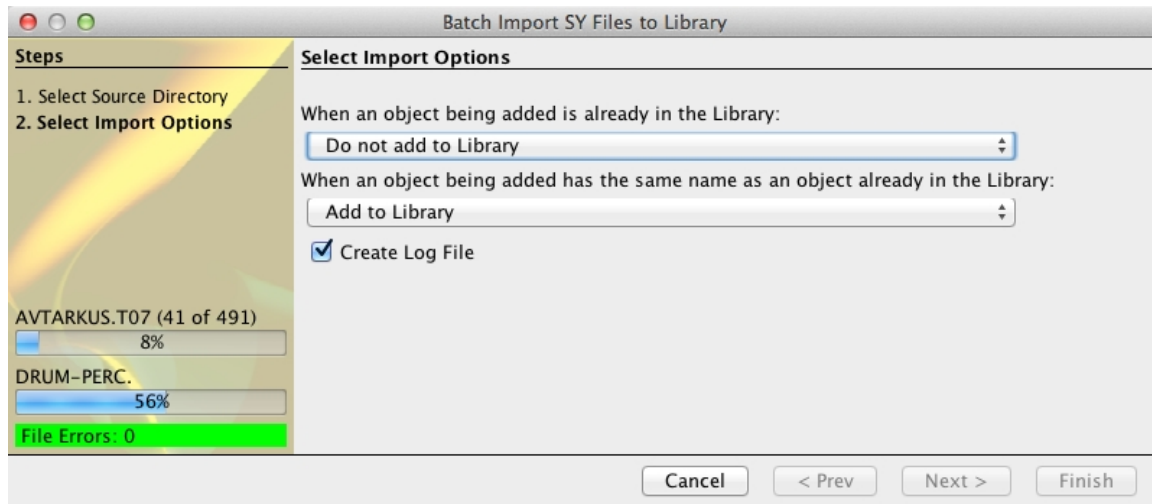 Batch Import SY Files to Library
Steps
1. Select Source Directory
2. Select Import Options
AVTARKUS.T07 (41 of 491)
8%
DRUM-PERC.
56%
File Errors: 0
Select Import Options
When an object being added is already in the Library:
Do not add to Library
When an object being added has the same name as an object already in the Library:
Add to Library
Create Log File
Cancel
< Prev
Next >
Finish